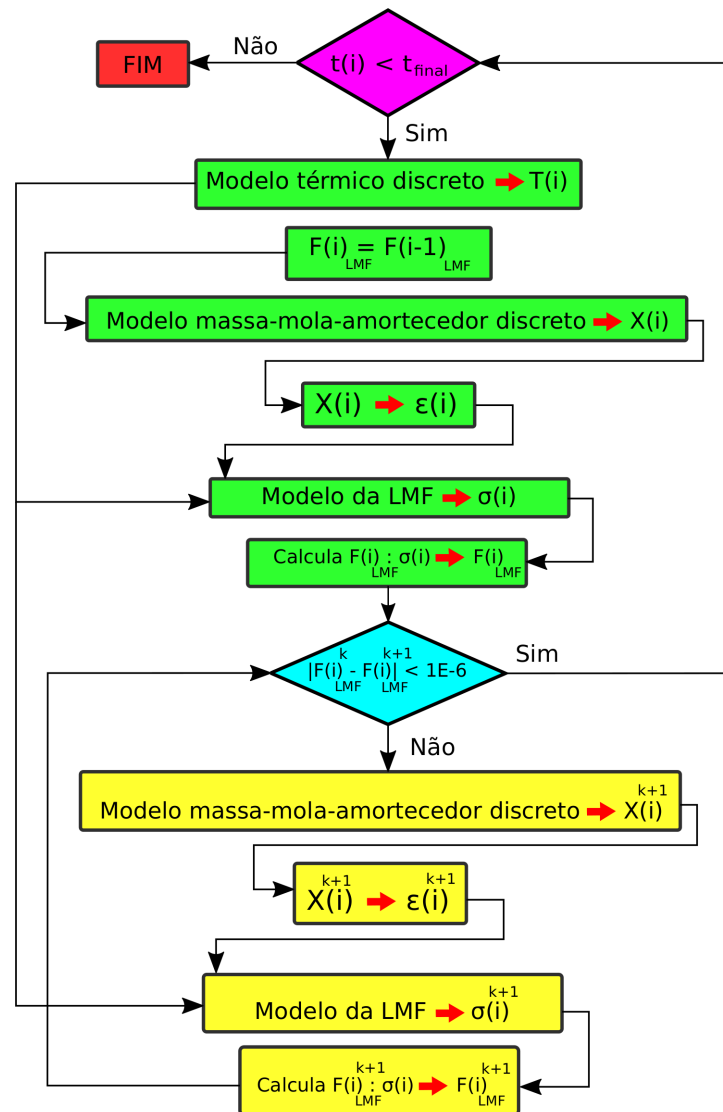 Não
FIM
t(i) < t_final
Sim
Modelo térmico discreto → T(i)
F(i)_LMF = F(i-1)_LMF
Modelo massa-mola-amortecedor discreto → X(i)
X(i) → ε(i)
Modelo da LMF → σ(i)
Calcula F(i)_LMF : σ(i) → F(i)_LMF
|F(i)^k_LMF - F(i)^k+1_LMF| < 1E-6
Sim
Não
Modelo massa-mola-amortecedor discreto → X(i)^k+1
X(i)^k+1 → ε(i)^k+1
Modelo da LMF → σ(i)^k+1
Calcula F(i)^k+1_LMF : σ(i) → F(i)^k+1_LMF